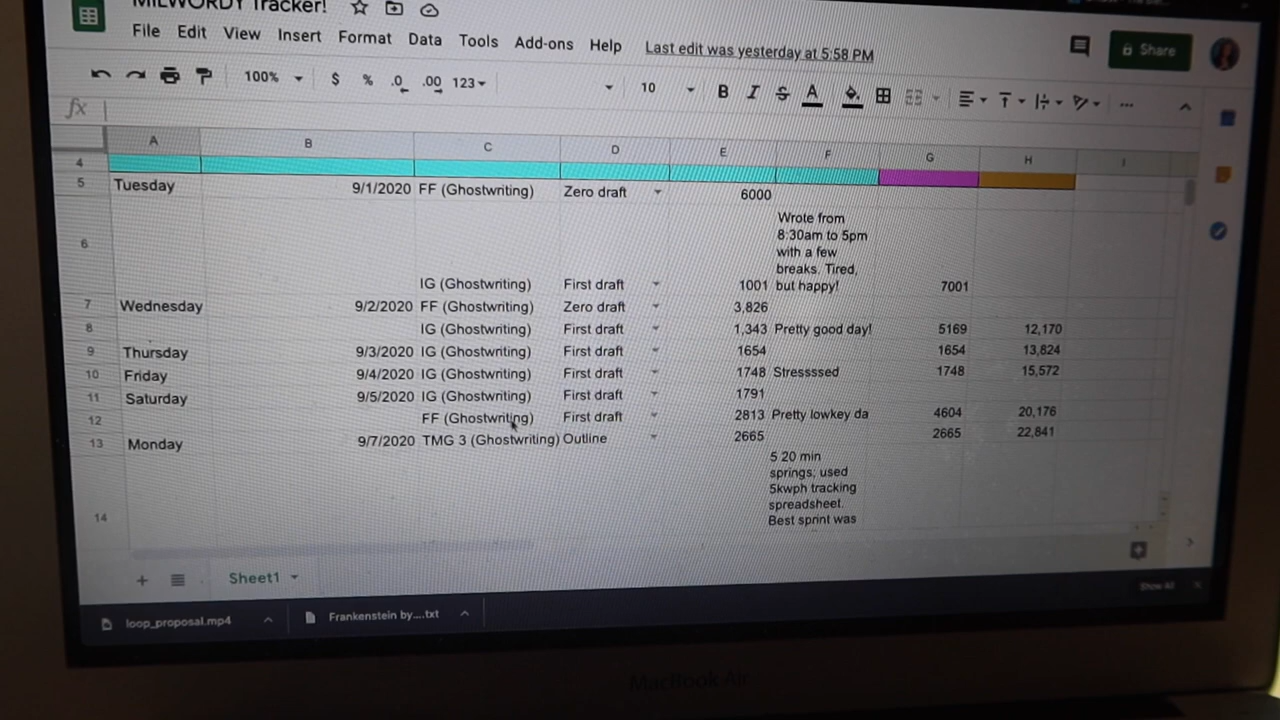 MILWORDY Tracker!
File Edit View Insert Format Data Tools Add-ons Help Last edit was yesterday at 5:58 PM
Share
100% $ % .0 .00 123 10 B I S A
fx
A B C D E F G H I
4
5 Tuesday 9/1/2020 FF (Ghostwriting) Zero draft 6000
6 IG (Ghostwriting) First draft 1001 Wrote from
8:30am to 5pm
with a few
breaks. Tired,
but happy! 7001
7 Wednesday 9/2/2020 FF (Ghostwriting) Zero draft 3,826
8 IG (Ghostwriting) First draft 1,343 Pretty good day! 5169 12,170
9 Thursday 9/3/2020 IG (Ghostwriting) First draft 1654 1654 13,824
10 Friday 9/4/2020 IG (Ghostwriting) First draft 1748 Stressssed 1748 15,572
11 Saturday 9/5/2020 IG (Ghostwriting) First draft 1791
12 FF (Ghostwriting) First draft 2813 Pretty lowkey da 4604 20,176
13 Monday 9/7/2020 TMG 3 (Ghostwriting) Outline 2665 2665 22,841
14 5 20 min
springs; used
5kwph tracking
spreadsheet.
Best sprint was
Sheet1
Show All
loop_proposal.mp4 Frankenstein by....txt
MacBook Air